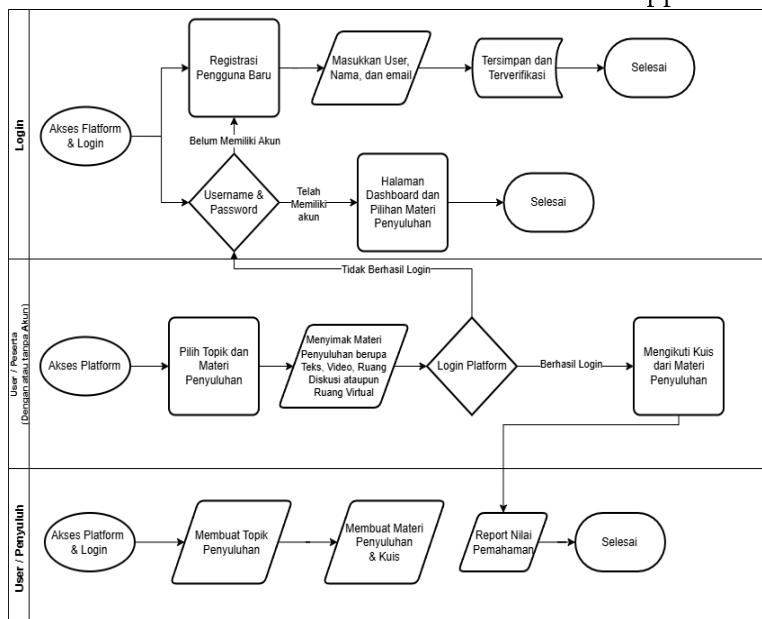 pp
Login
Akses Flatform
& Login
Registrasi
Pengguna Baru
Masukkan User,
Nama, dan email
Tersimpan dan
Terverifikasi
Selesai
Belum Memiliki Akun
Username &
Password
Telah
Memiliki
akun
Halaman
Dashboard dan
Pilihan Materi
Penyuluhan
Selesai
User / Peserta
(Dengan atau tanpa Akun)
Tidak Berhasil Login
Akses Platform
Pilih Topik dan
Materi
Penyuluhan
Menyimak Materi
Penyuluhan berupa
Teks, Video, Ruang
Diskusi ataupun
Ruang Virtual
Login Platform
Berhasil Login
Mengikuti Kuis
dari Materi
Penyuluhan
User / Penyuluh
Akses Platform
& Login
Membuat Topik
Penyuluhan
Membuat Materi
Penyuluhan
& Kuis
Report Nilai
Pemahaman
Selesai